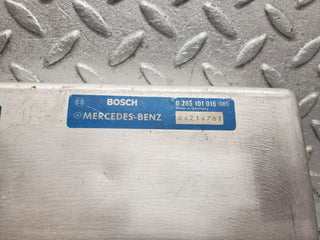 BOSCH 0 265 101 016
Made in Germany
MERCEDES-BENZ